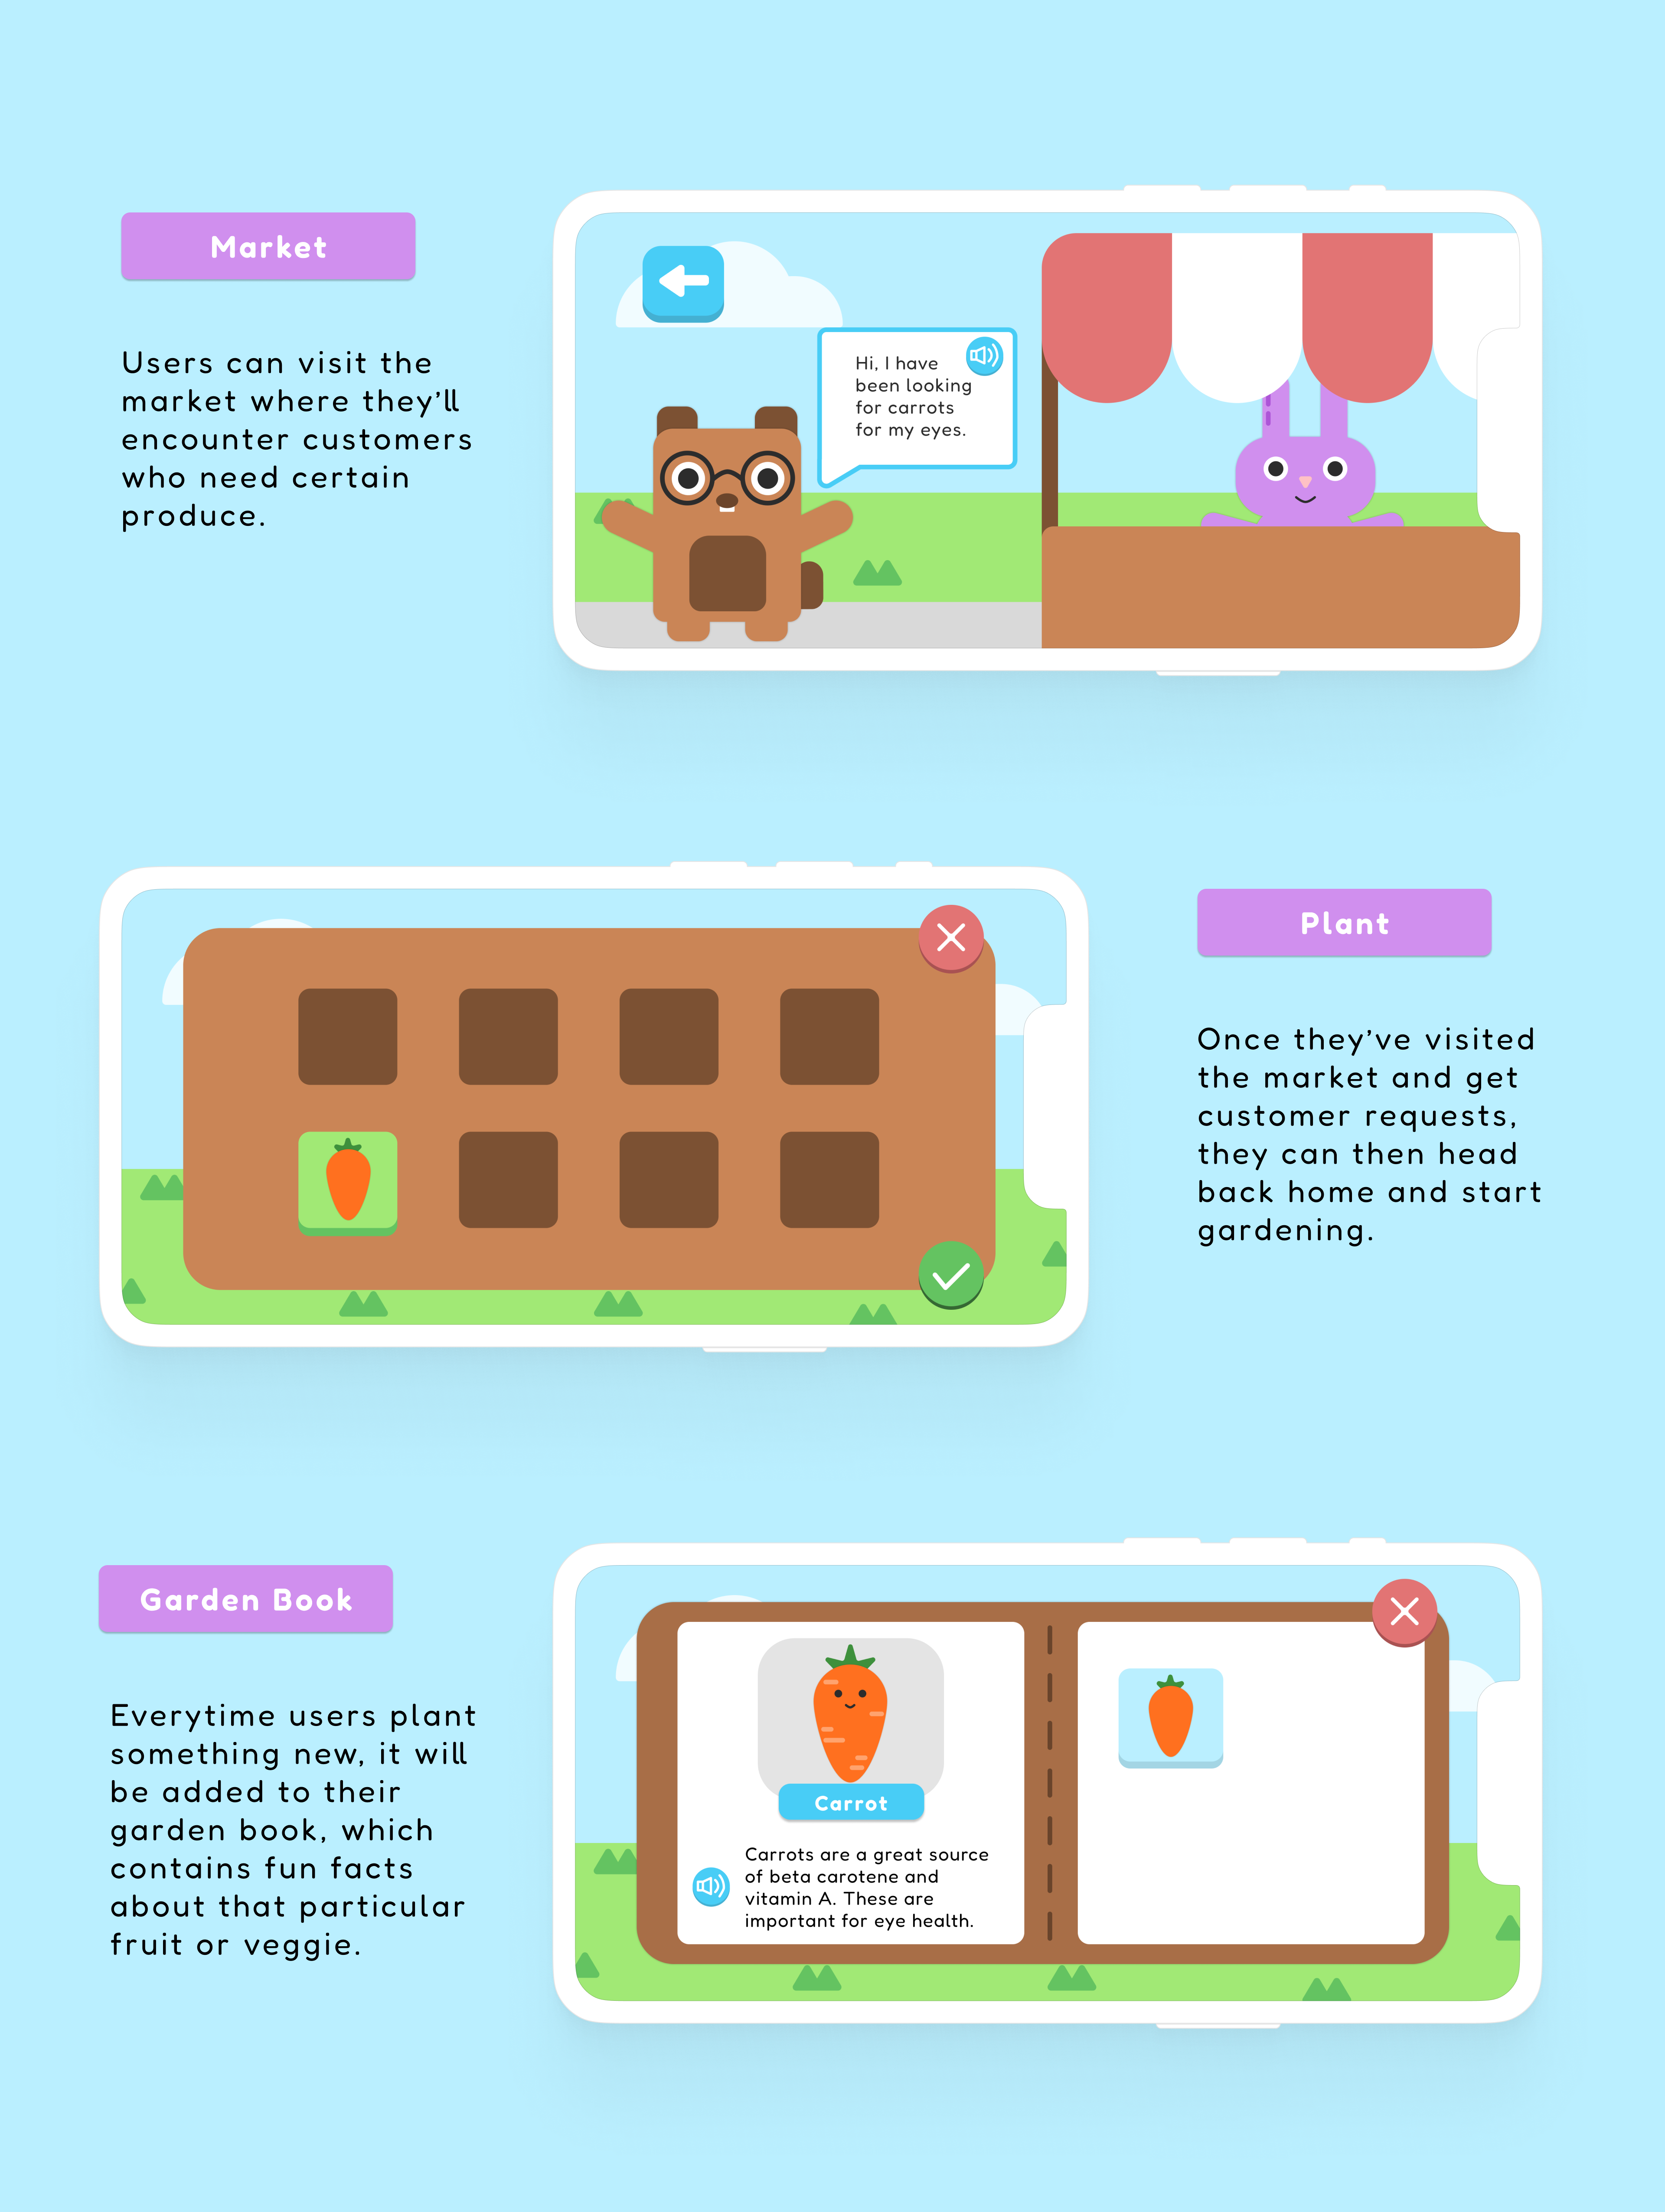 Market
Users can visit the
market where they'll
encounter customers
who need certain
produce.
Hi, I have
been looking
for carrots
for my eyes.
Plant
Once they've visited
the market and get
customer requests,
they can then head
back home and start
gardening.
Garden Book
Everytime users plant
something new, it will
be added to their
garden book, which
contains fun facts
about that particular
fruit or veggie.
Carrot
Carrots are a great source
of beta carotene and
vitamin A. These are
important for eye health.